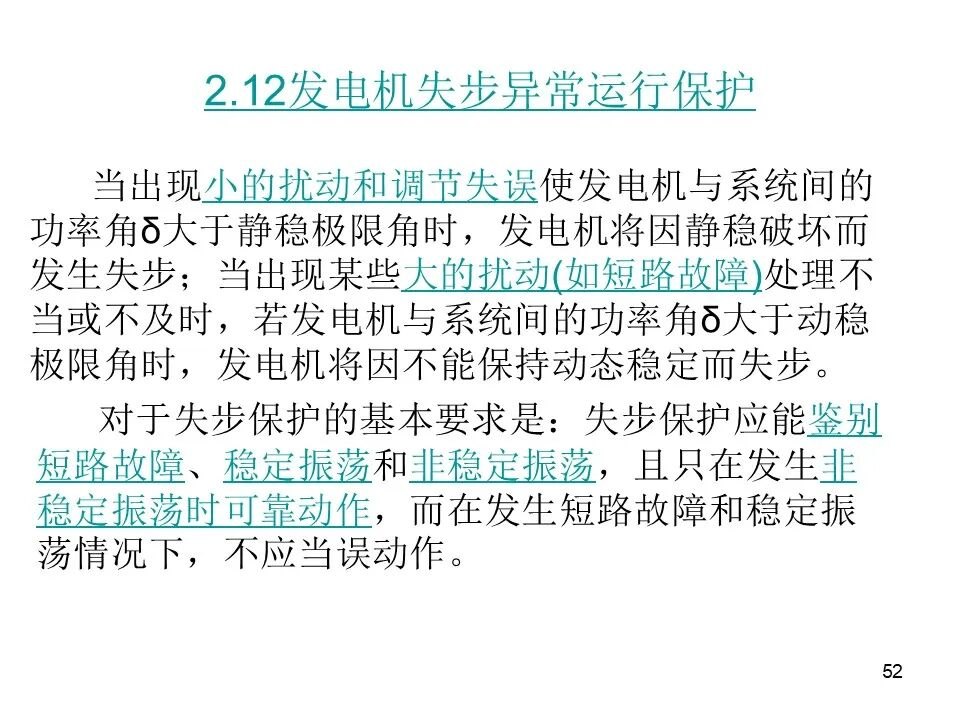 2.12发电机失步异常运行保护
当出现小的扰动和调节失误使发电机与系统间的
功率角δ大于静稳极限角时，发电机将因静稳破坏而
发生失步；当出现某些大的扰动(如短路故障)处理不
当或不及时，若发电机与系统间的功率角δ大于动稳
极限角时，发电机将因不能保持动态稳定而失步。
对于失步保护的基本要求是：失步保护应能鉴别
短路故障、稳定振荡和非稳定振荡，且只在发生非
稳定振荡时可靠动作，而在发生短路故障和稳定振
荡情况下，不应当误动作。
52